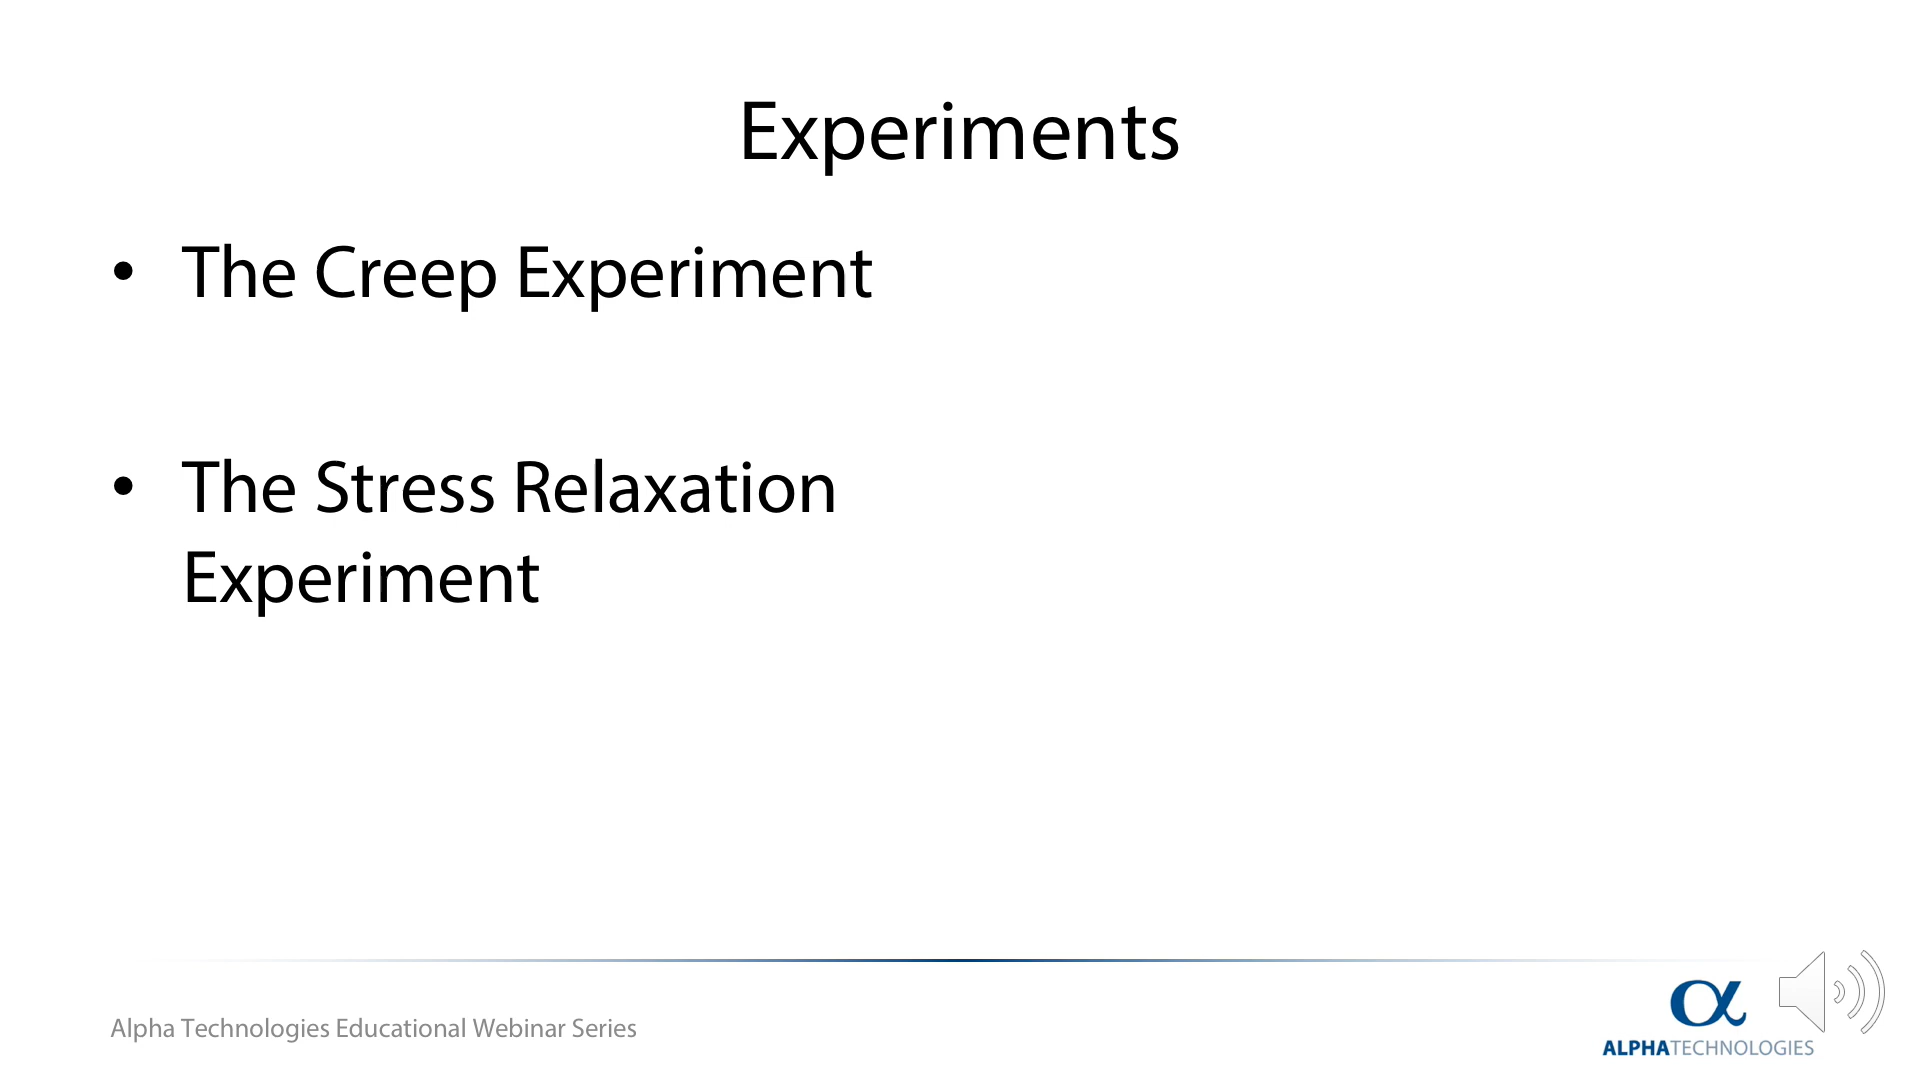 Experiments
• The Creep Experiment
• The Stress Relaxation
Experiment
Alpha Technologies Educational Webinar Series
α
ALPHATECHNOLOGIES